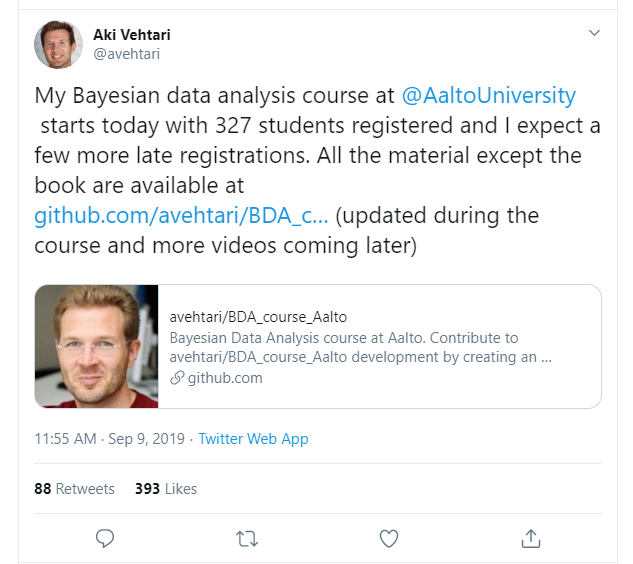 Aki Vehtari
@avehtari
My Bayesian data analysis course at @AaltoUniversity
starts today with 327 students registered and I expect a
few more late registrations. All the material except the
book are available at
github.com/avehtari/BDA_c... (updated during the
course and more videos coming later)
avehtari/BDA_course_Aalto
Bayesian Data Analysis course at Aalto. Contribute to
avehtari/BDA_course_Aalto development by creating an ...
github.com
11:55 AM · Sep 9, 2019 · Twitter Web App
88 Retweets 393 Likes